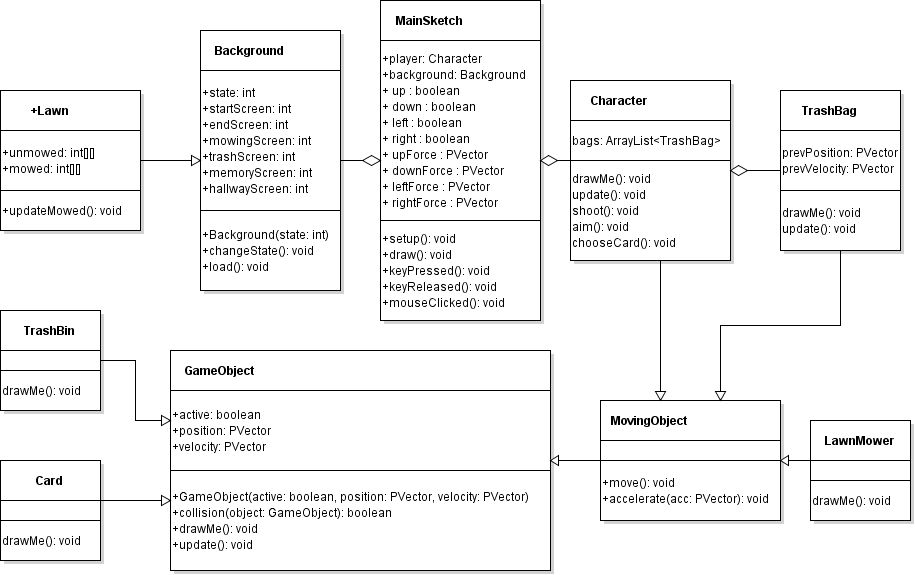 +Lawn
+unmowed: int[][]
+mowed: int[][]
+updateMowed(): void
Background
+state: int
+startScreen: int
+endScreen: int
+mowingScreen: int
+trashScreen: int
+memoryScreen: int
+hallwayScreen: int
+Background(state: int)
+changeState(): void
+load(): void
MainSketch
+player: Character
+background: Background
+ up : boolean
+ down : boolean
+ left : boolean
+ right : boolean
+ upForce : PVector
+ downForce : PVector
+ leftForce : PVector
+ rightForce : PVector
+setup(): void
+draw(): void
+keyPressed(): void
+keyReleased(): void
+mouseClicked(): void
Character
bags: ArrayList<TrashBag>
drawMe(): void
update(): void
shoot(): void
aim(): void
chooseCard(): void
TrashBag
prevPosition: PVector
prevVelocity: PVector
drawMe(): void
update(): void
TrashBin
drawMe(): void
Card
drawMe(): void
GameObject
+active: boolean
+position: PVector
+velocity: PVector
+GameObject(active: boolean, position: PVector, velocity: PVector)
+collision(object: GameObject): boolean
+drawMe(): void
+update(): void
MovingObject
+move(): void
+accelerate(acc: PVector): void
LawnMower
drawMe(): void